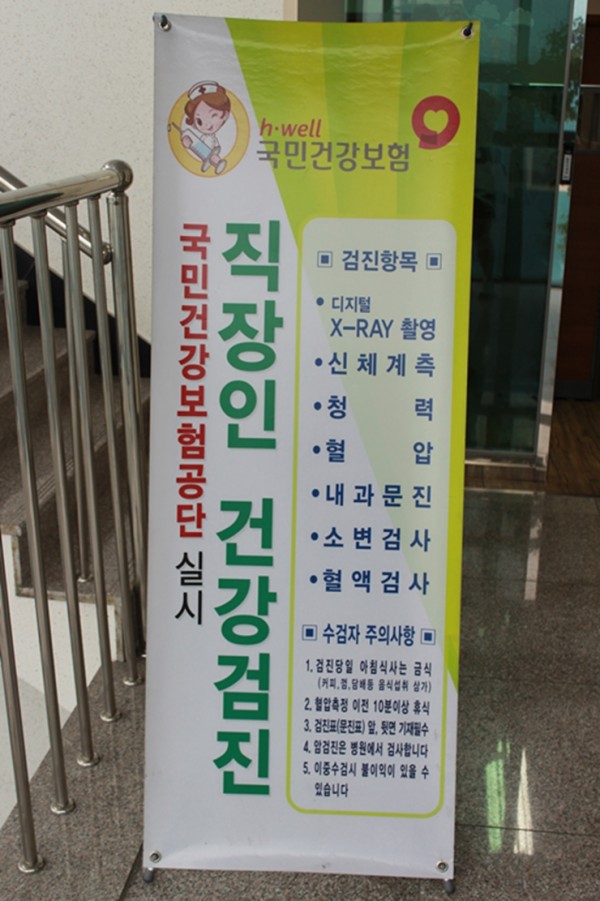 h·well
국민건강보험
국민건강보험공단 실시
직장인 건강검진
▣ 검진항목 ▣
• 디지털
X-RAY 촬영
• 신체계측
• 청 력
• 혈 압
• 내과문진
• 소변검사
• 혈액검사
▣ 수검자 주의사항 ▣
1. 검진당일 아침식사는 금식
(커피,껌,담배등 음식섭취 삼가)
2. 혈압측정 이전 10분이상 휴식
3. 검진표(문진표) 앞, 뒷면 기재필수
4. 암검진은 병원에서 검사합니다
5. 이중수검시 불이익이 있을 수
있습니다